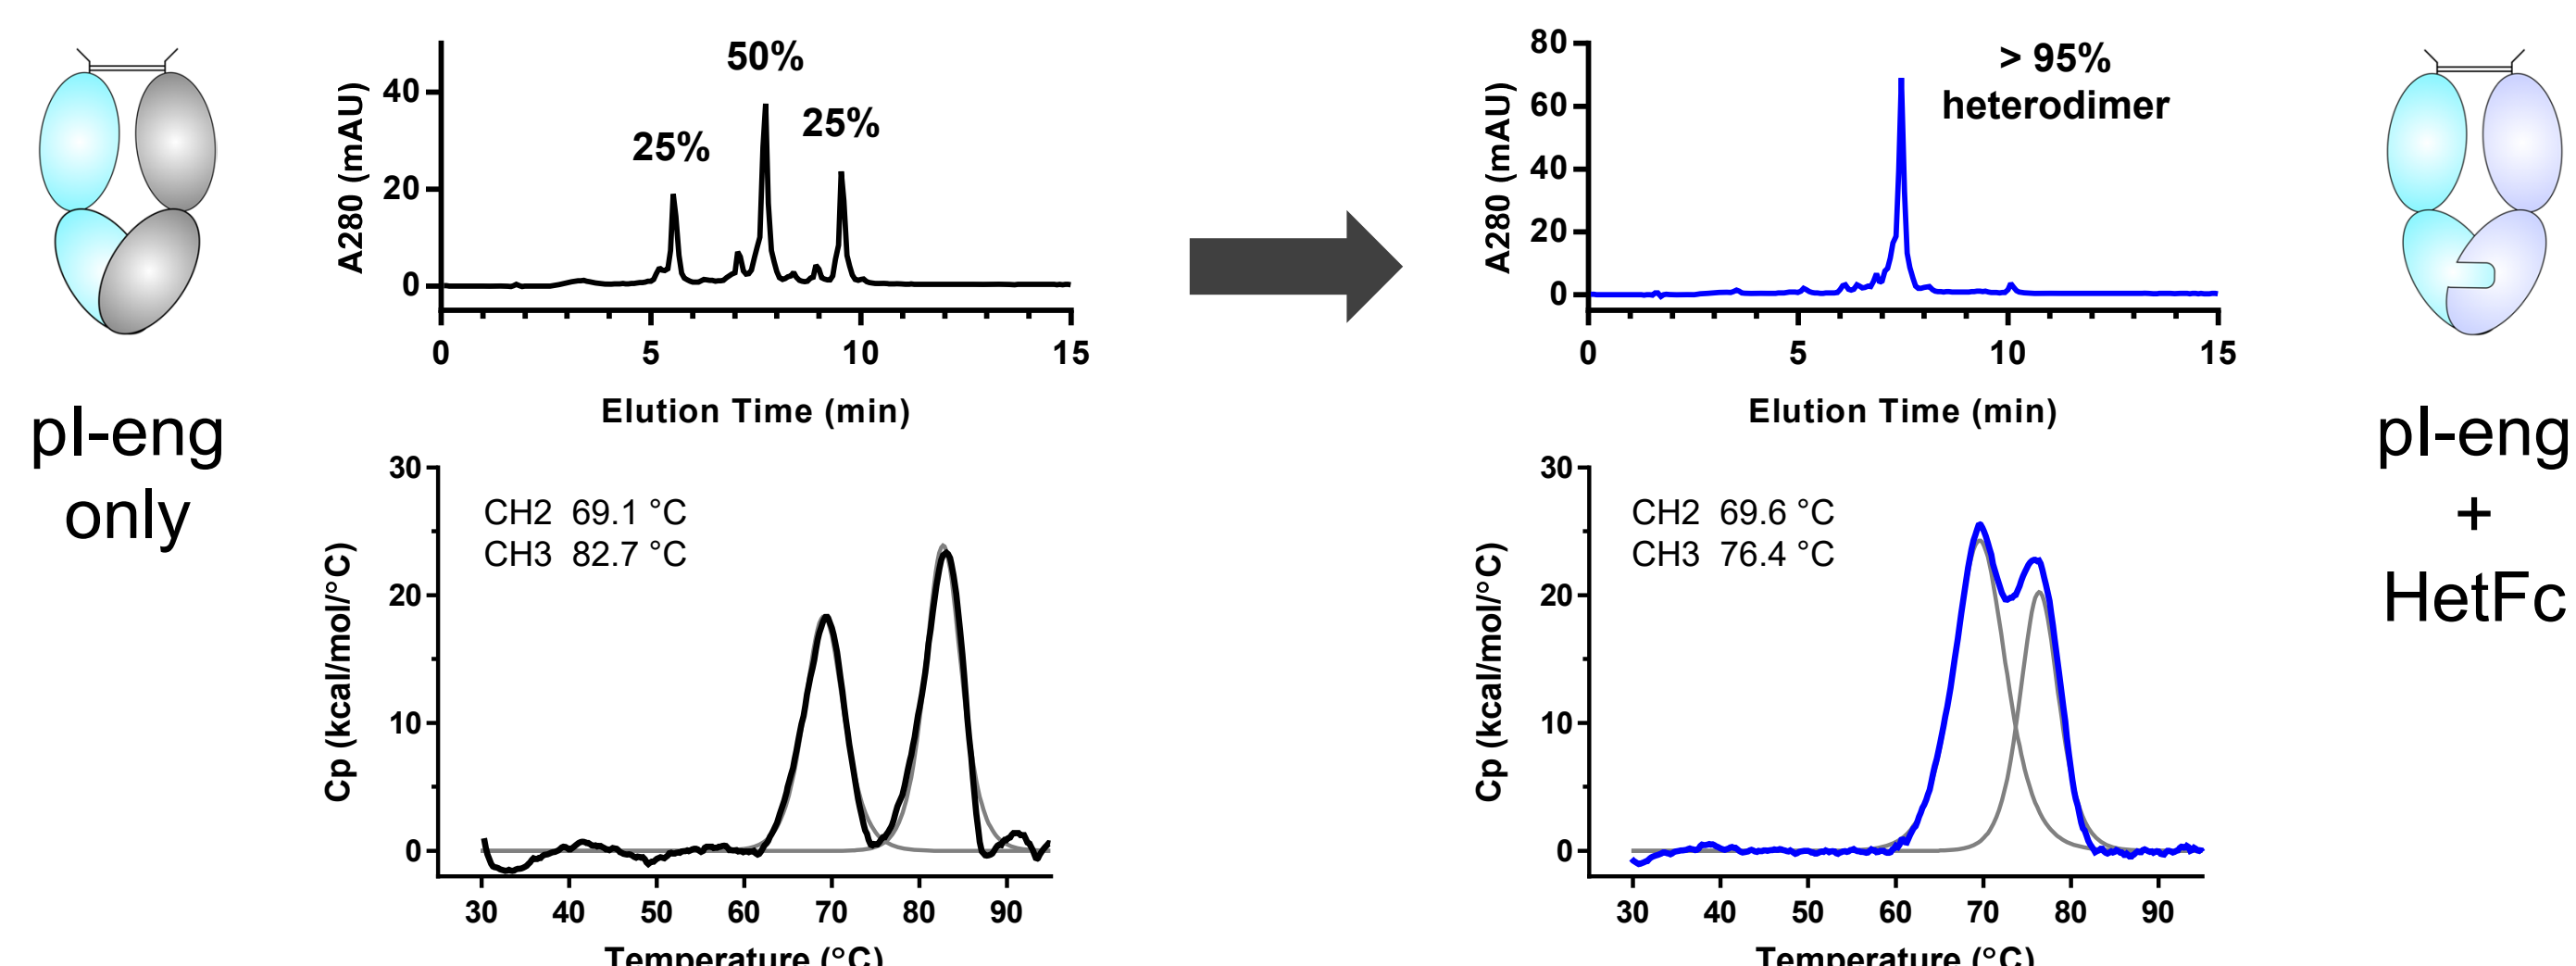 pI-eng
only
50%
25%
25%
A280 (mAU)
40
20
0
0
5
10
15
Elution Time (min)
> 95%
heterodimer
A280 (mAU)
80
60
40
20
0
0
5
10
15
Elution Time (min)
pI-eng
+
HetFc
CH2 69.1 °C
CH3 82.7 °C
Cp (kcal/mol/°C)
30
20
10
0
30
40
50
60
70
80
90
Temperature (°C)
CH2 69.6 °C
CH3 76.4 °C
Cp (kcal/mol/°C)
30
20
10
0
30
40
50
60
70
80
90
Temperature (°C)